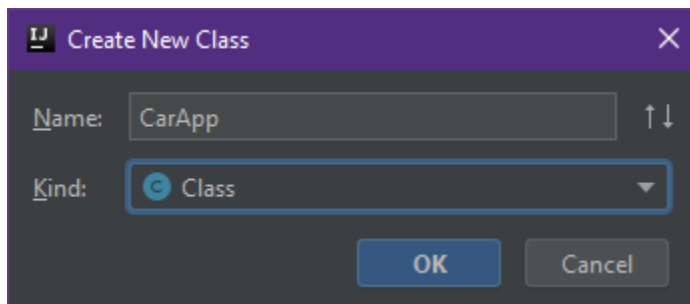 IJ Create New Class
Name: CarApp
Kind: C Class
OK Cancel